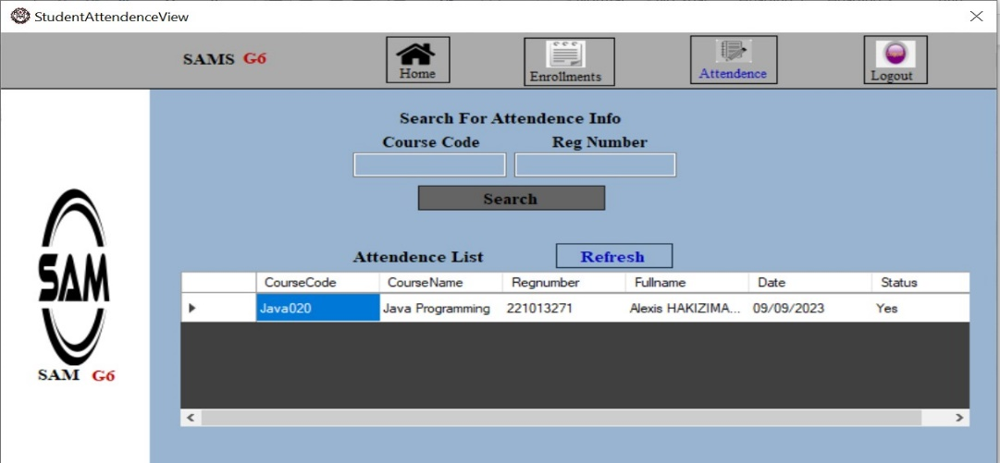 StudentAttendenceView
SAMS G6
Home
Enrollments
Attendence
Logout
Search For Attendence Info
Course Code Reg Number
Search
SAM
SAM G6
Attendence List Refresh
CourseCode CourseName Regnumber Fullname Date Status
Java020 Java Programming 221013271 Alexis HAKIZIMA... 09/09/2023 Yes